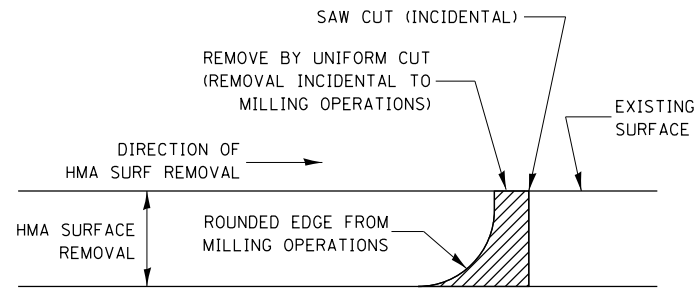 SAW CUT (INCIDENTAL)
REMOVE BY UNIFORM CUT
(REMOVAL INCIDENTAL TO
MILLING OPERATIONS)
EXISTING
SURFACE
DIRECTION OF
HMA SURF REMOVAL
HMA SURFACE
REMOVAL
ROUNDED EDGE FROM
MILLING OPERATIONS